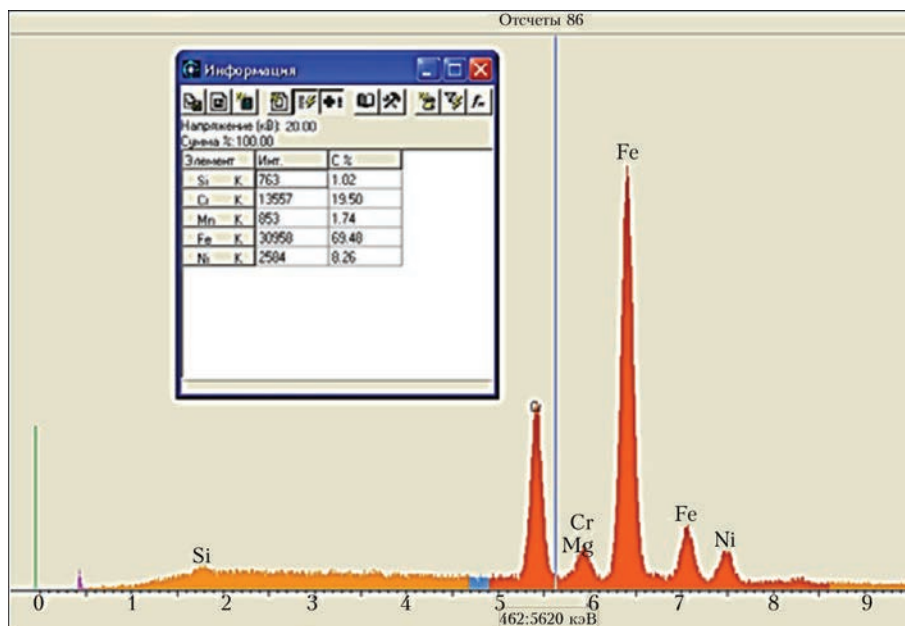 Отсчеты 86
Информация
Напряжение (кВ): 20.00
Сумма %: 100.00
Элемент Инт. С %
Si K 763 1.02
Cr K 13557 19.50
Mn K 853 1.74
Fe K 30958 69.48
Ni K 2584 8.26
Fe
Cr
Cr
Mg
Fe
Ni
Si
0 1 2 3 4 5 6 7 8 9
462:5620 кэВ